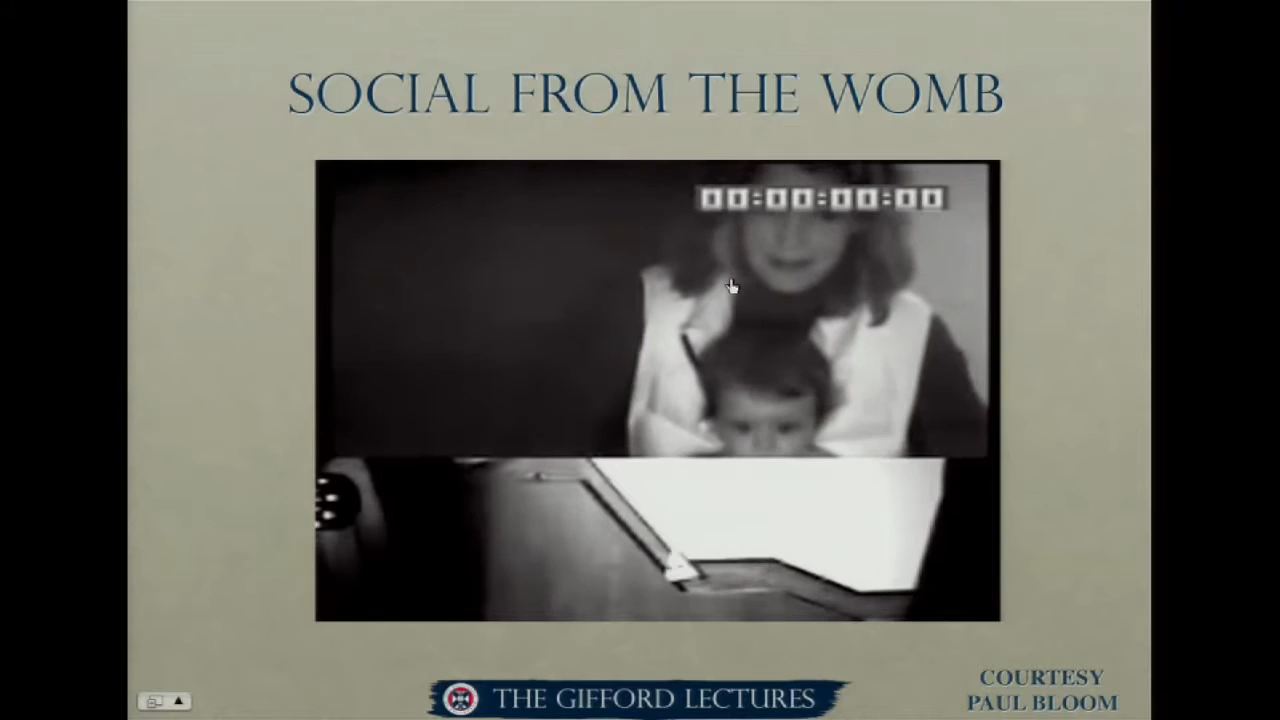 SOCIAL FROM THE WOMB
00:00:00:00
THE GIFFORD LECTURES
COURTESY
PAUL BLOOM